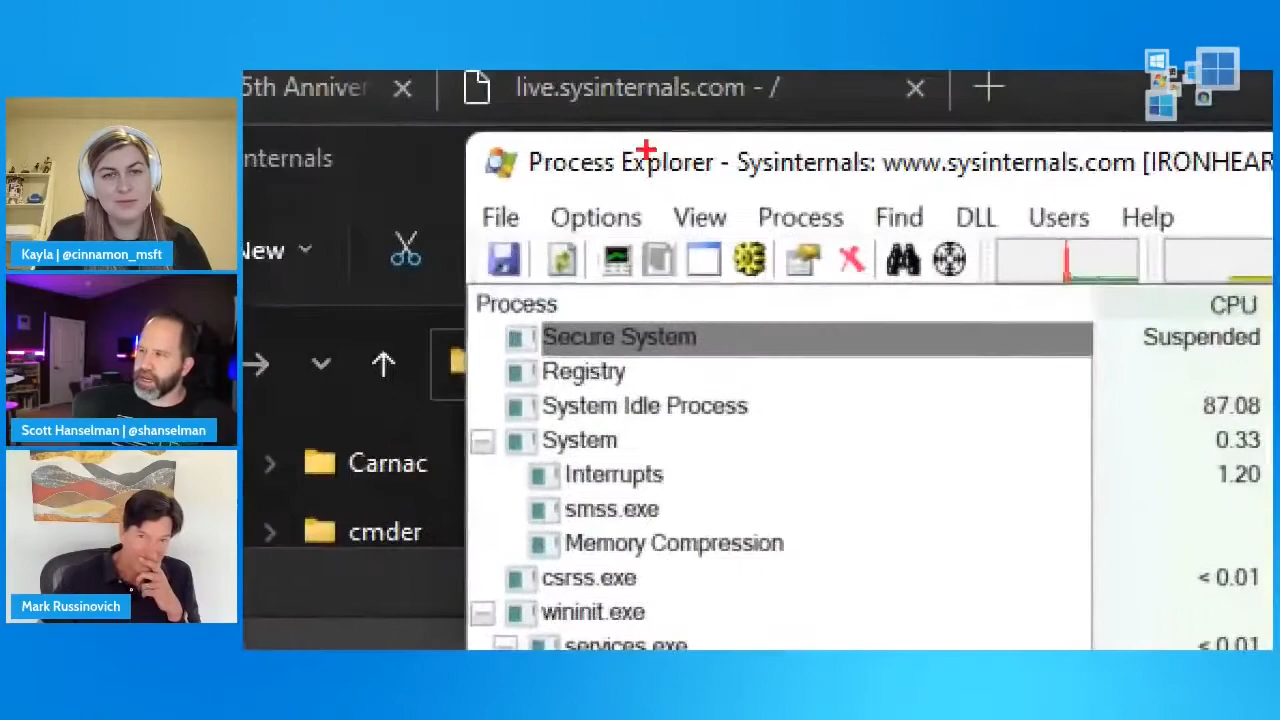 5th Anniver
live.sysinternals.com - /
nternals
Process Explorer - Sysinternals: www.sysinternals.com [IRONHEAR
File Options View Process Find DLL Users Help
New
Process CPU
Secure System Suspended
Registry
System Idle Process 87.08
System 0.33
Interrupts 1.20
smss.exe
Memory Compression
csrss.exe < 0.01
wininit.exe
services.exe < 0.01
Carnac
cmder
Kayla | @cinnamon_msft
Scott Hanselman | @shanselman
Mark Russinovich